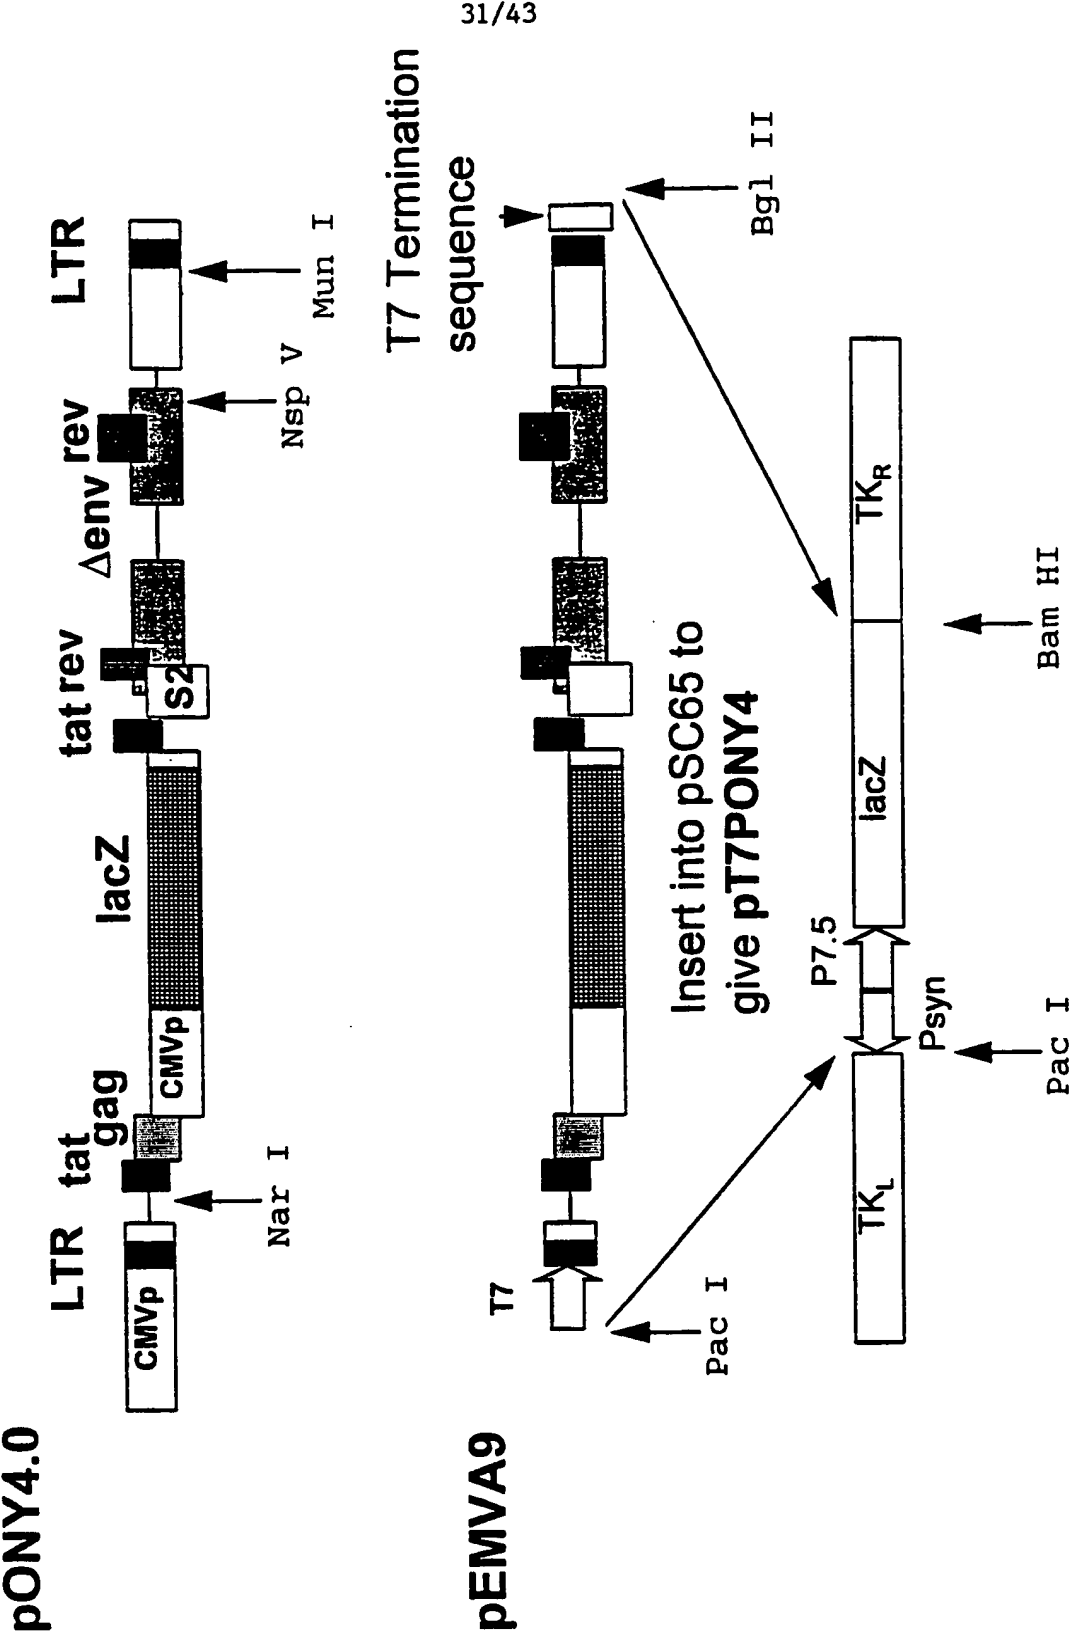 31/43
pONY4.0
LTR
tat
gag
lacZ
tat
rev
Δenv
rev
LTR
CMVp
CMVp
S2
Nar I
Nsp V
Mun I
pEMVA9
T7 Termination
sequence
T7
Pac I
Bgl II
Insert into pSC65 to
give pT7PONY4
P7.5
TKL
lacZ
TKR
Psyn
Pac I
Bam HI